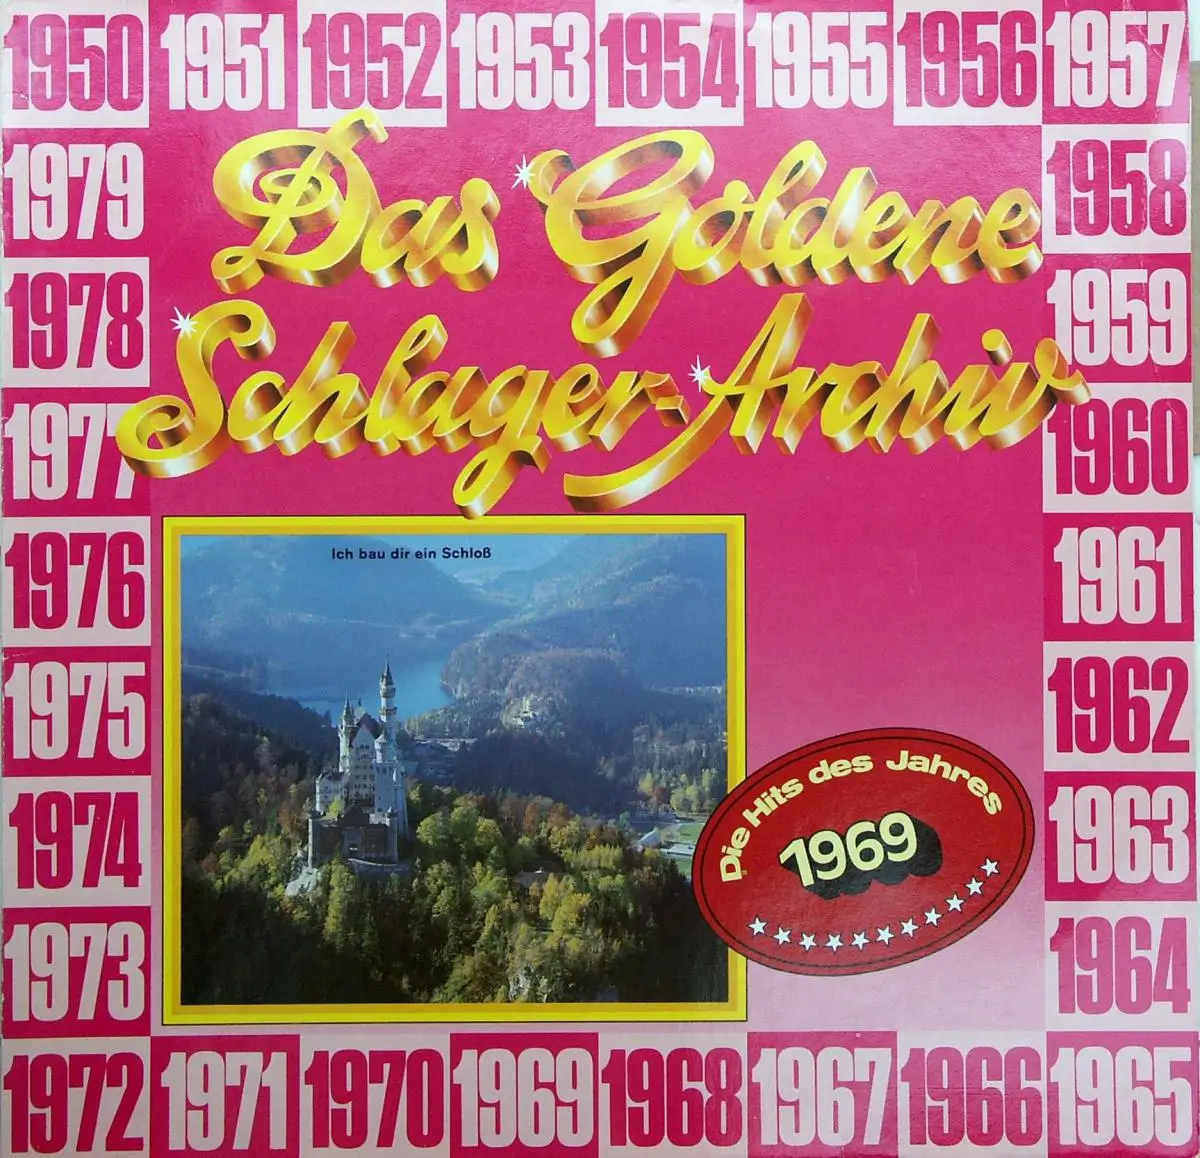 1950 1951 1952 1953 1954 1955 1956 1957
1979
1958
Das Goldene
1978
1959
Schlager-Archiv
1977
1960
1976
Ich bau dir ein Schloß
1961
1975
1962
1974
Die Hits des Jahres
1969
1963
1973
1964
1972 1971 1970 1969 1968 1967 1966 1965